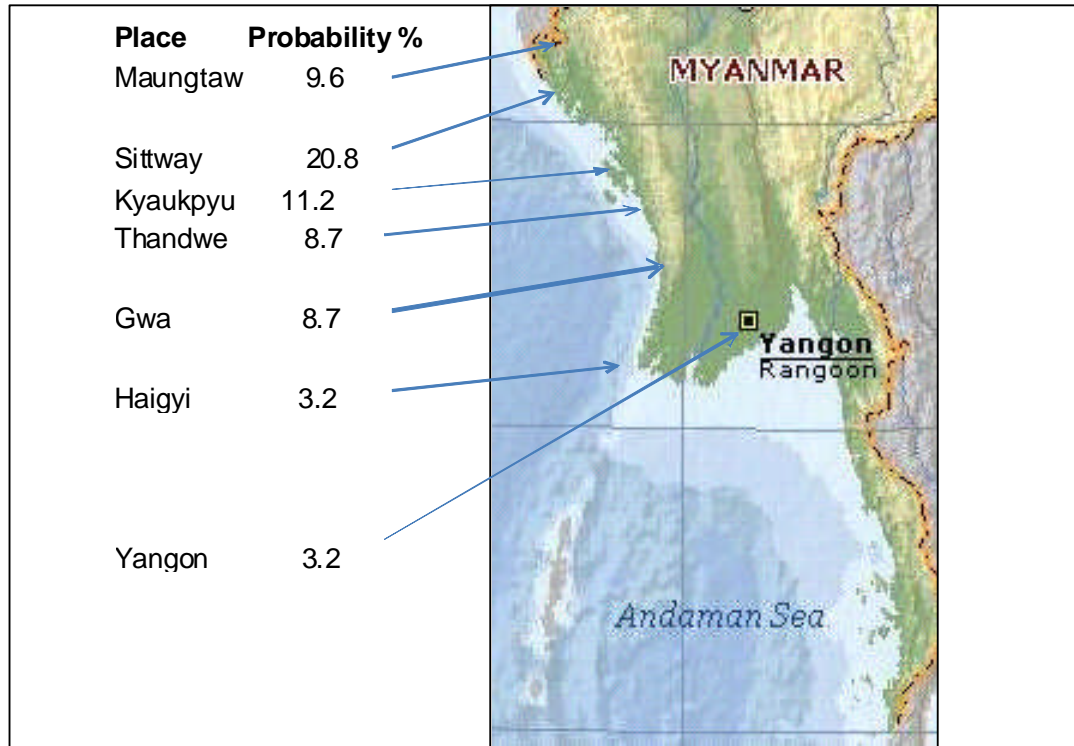 Place Probability %
Maungtaw 9.6
Sittway 20.8
Kyaukpyu 11.2
Thandwe 8.7
Gwa 8.7
Haigyi 3.2
Yangon 3.2
MYANMAR
Yangon
Rangoon
Andaman Sea